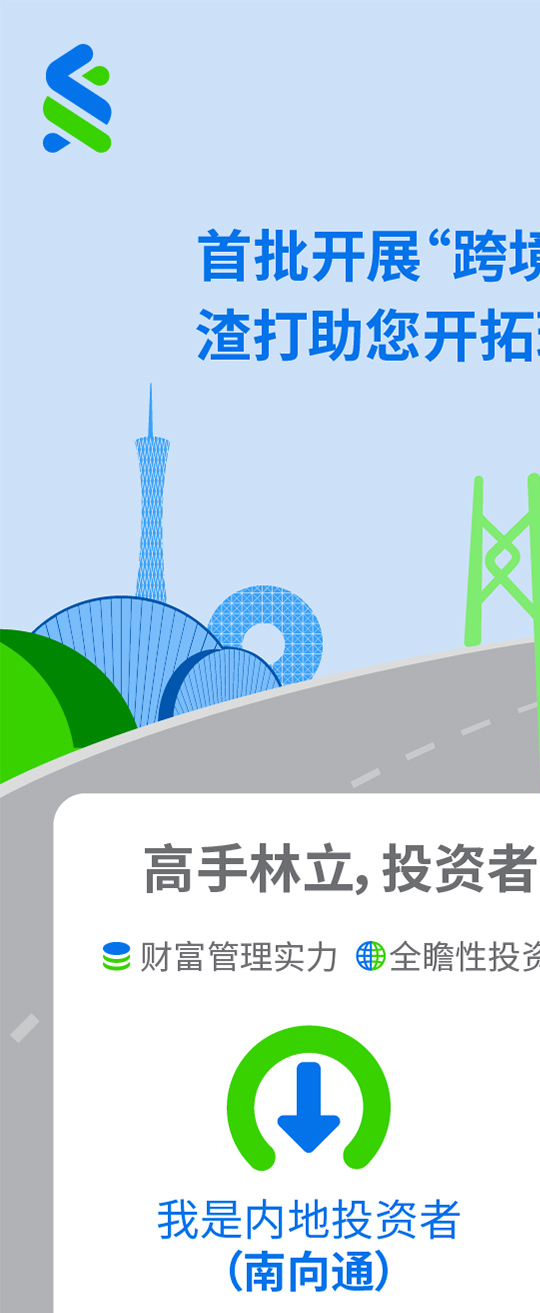 首批开展“跨境
渣打助您开拓
高手林立，投资者
财富管理实力 全瞻性投资
我是内地投资者
（南向通）